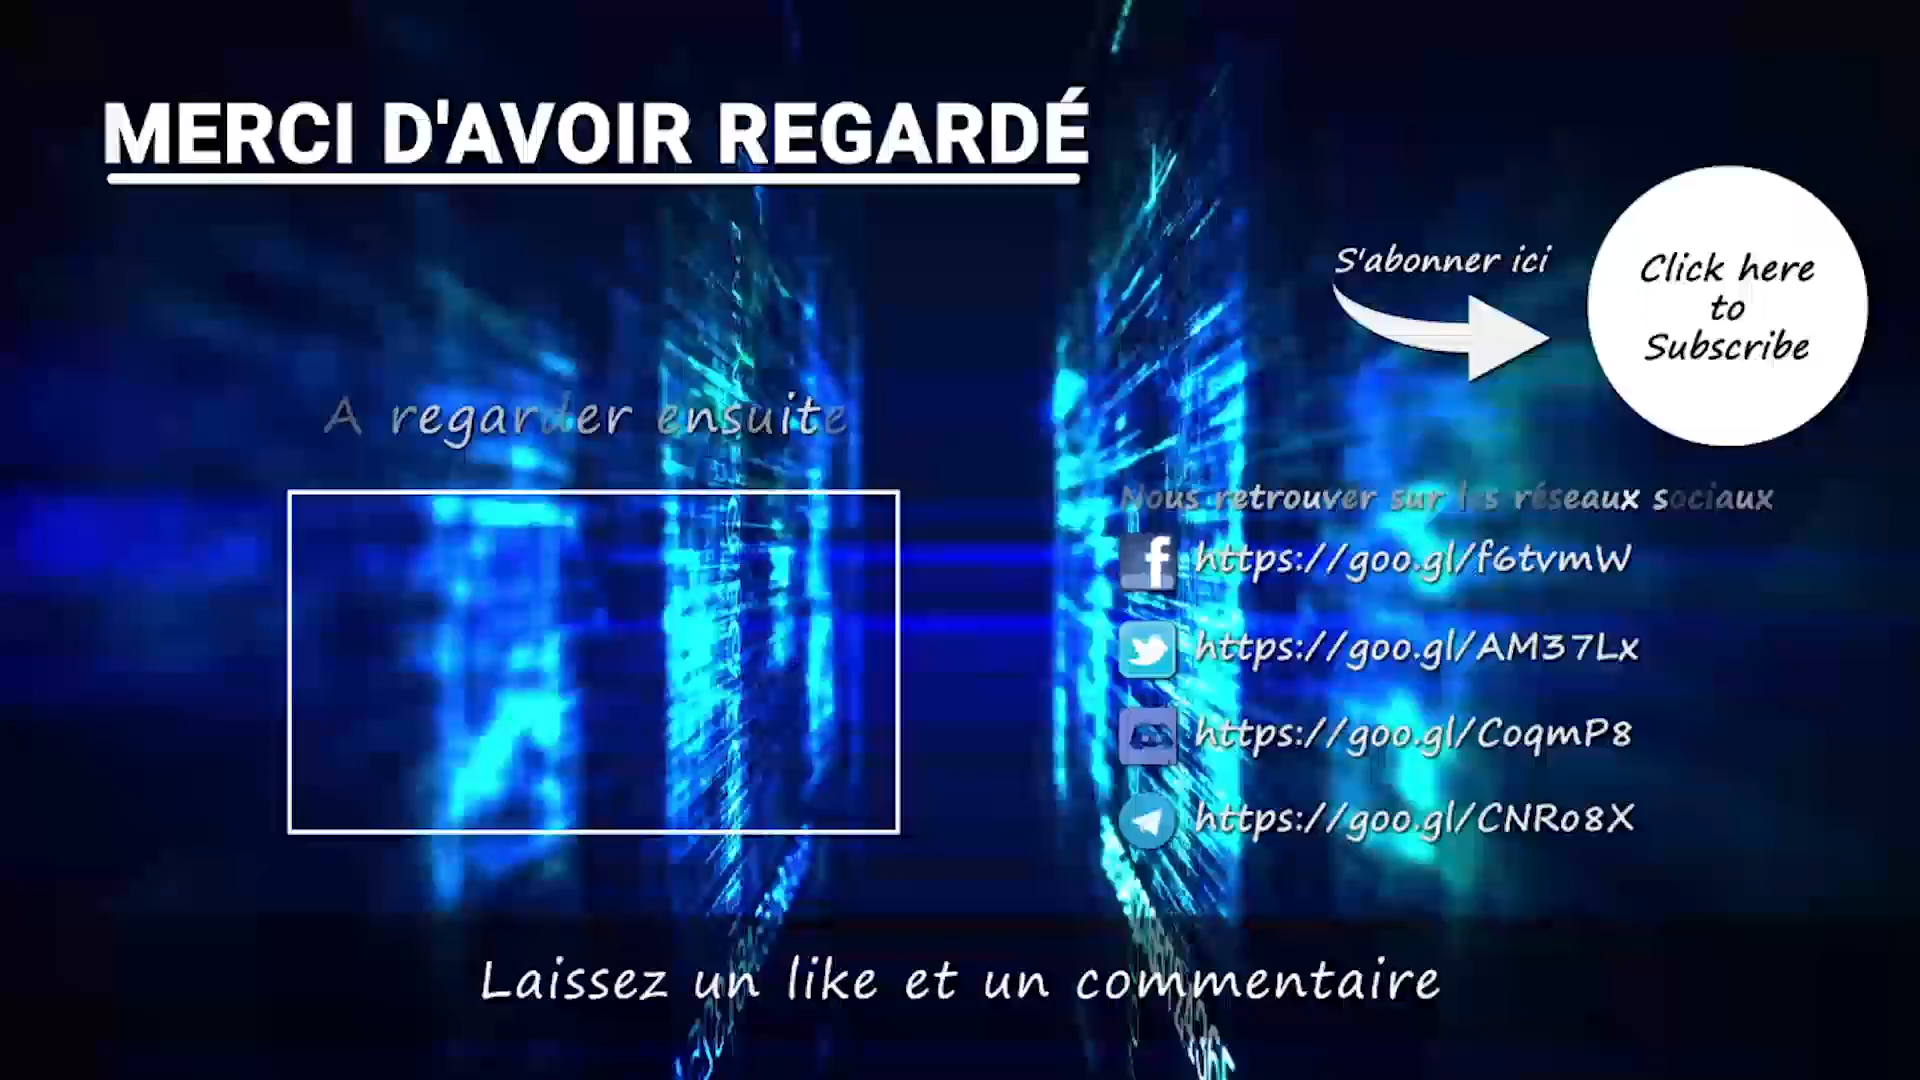 MERCI D'AVOIR REGARDÉ
S'abonner ici
Click here
to
Subscribe
A regarder ensuite
Nous retrouver sur les réseaux sociaux
https://goo.gl/f6tvmW
https://goo.gl/AM37Lx
https://goo.gl/CoqmP8
https://goo.gl/CNRo8X
Laissez un like et un commentaire